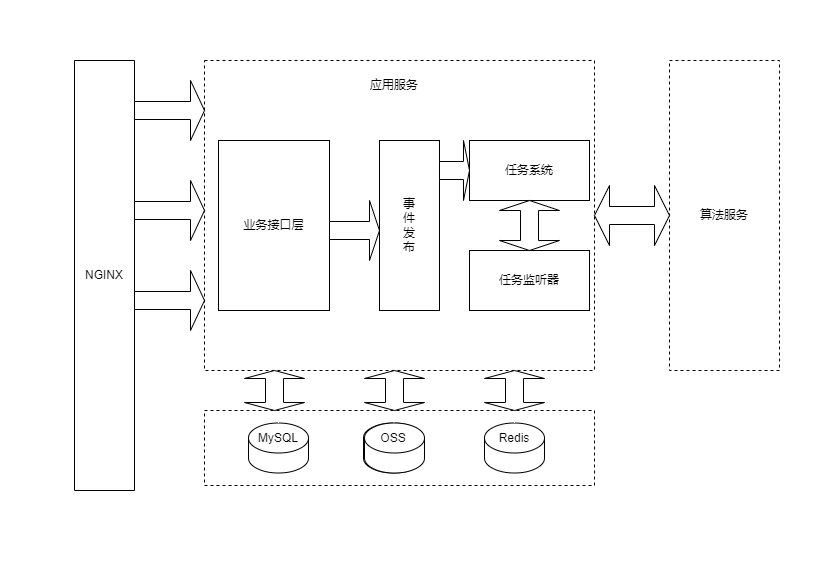 应用服务
NGINX
业务接口层
事
件
发
布
任务系统
任务监听器
算法服务
MySQL
OSS
Redis